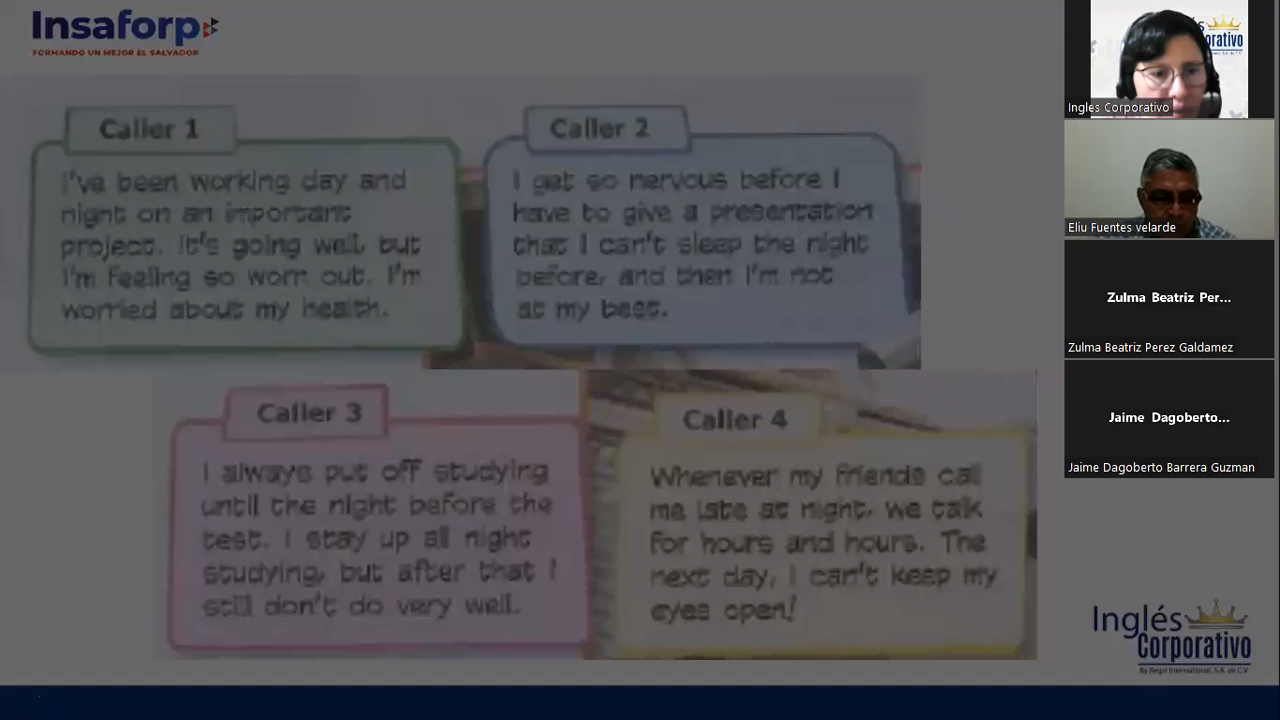 Insaforp
FORMANDO UN MEJOR EL SALVADOR
Caller 1
I've been working day and
night on an important
project. It's going well, but
I'm feeling so worn out. I'm
worried about my health.
Caller 2
I get so nervous before I
have to give a presentation
that I can't sleep the night
before, and then I'm not
at my best.
Caller 3
I always put off studying
until the night before the
test. I stay up all night
studying, but after that I
still don't do very well.
Caller 4
Whenever my friends call
me late at night, we talk
for hours and hours. The
next day, I can't keep my
eyes open!
Ingles Corporativo
Eliu Fuentes velarde
Zulma Beatriz Per...
Zulma Beatriz Perez Galdamez
Jaime Dagoberto...
Jaime Dagoberto Barrera Guzman
Inglés
Corporativo
By Regal International, S.A. de C.V.